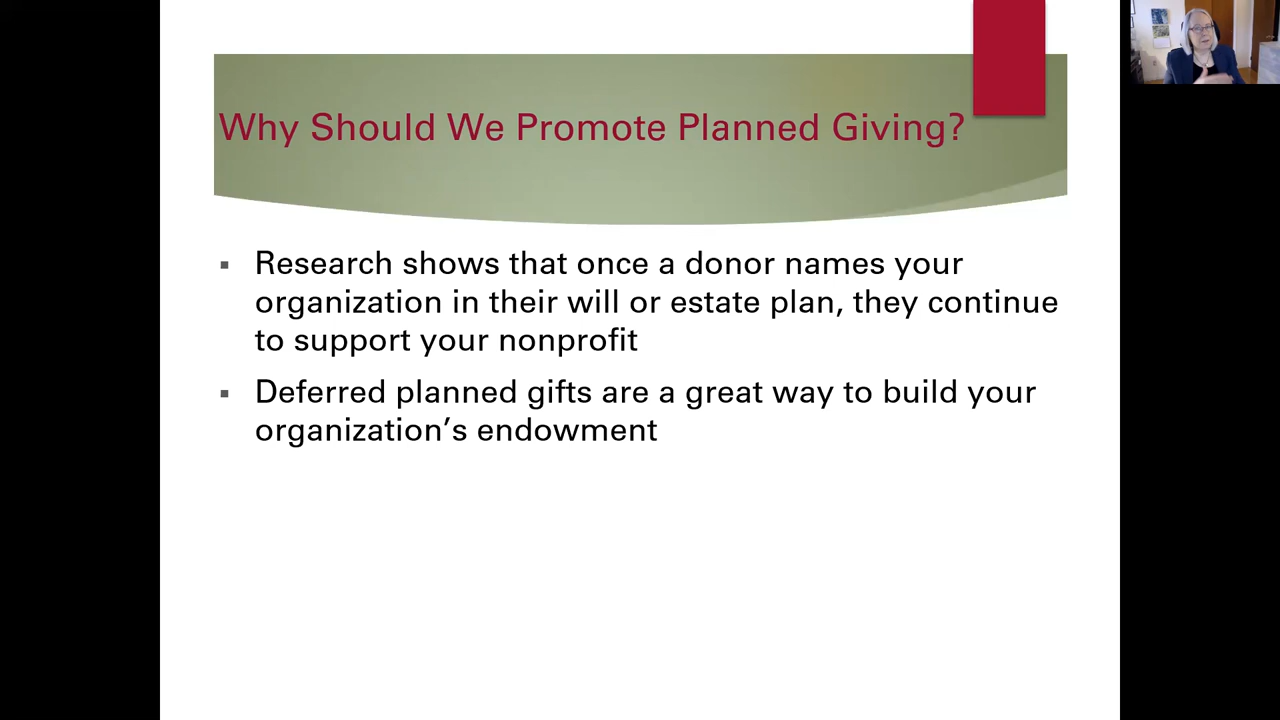 Why Should We Promote Planned Giving?
▪ Research shows that once a donor names your
organization in their will or estate plan, they continue
to support your nonprofit
▪ Deferred planned gifts are a great way to build your
organization’s endowment